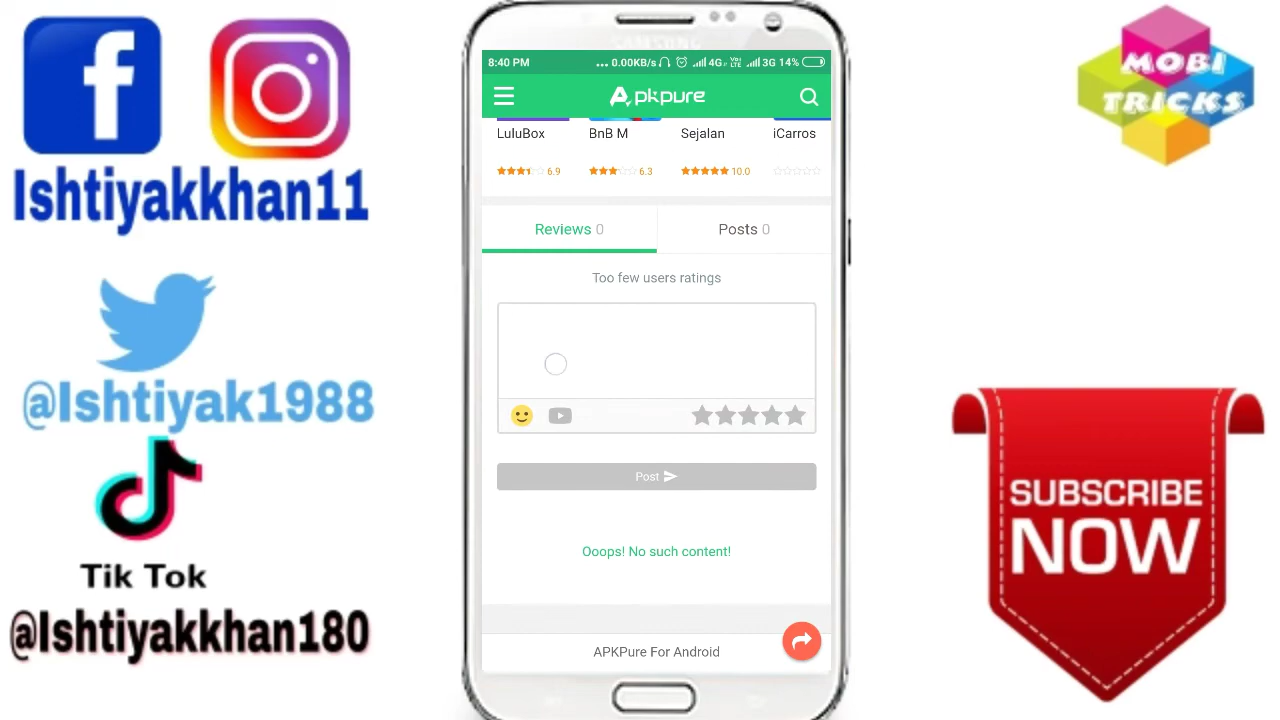 Ishtiyakkhan11
@Ishtiyak1988
Tik Tok
@Ishtiyakkhan180
SAMSUNG
8:40 PM
... 0.00KB/s 4G VoLTE 3G 14%
Apkpure
LuluBox BnB M Sejalan iCarros
6.9 6.3 10.0
Reviews 0 Posts 0
Too few users ratings
Post
Ooops! No such content!
APKPure For Android
MOBI
TRICKS
SUBSCRIBE
NOW